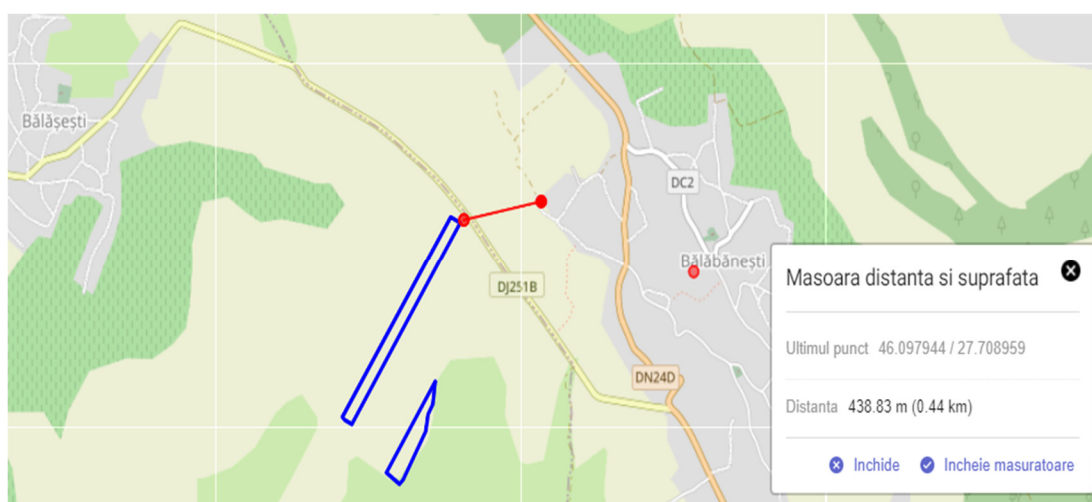 Bălășești
DC2
Bălăbănești
DJ251B
DN24D
Masoara distanta si suprafata
Ultimul punct 46.097944 / 27.708959
Distanta 438.83 m (0.44 km)
Inchide Incheie masuratoare